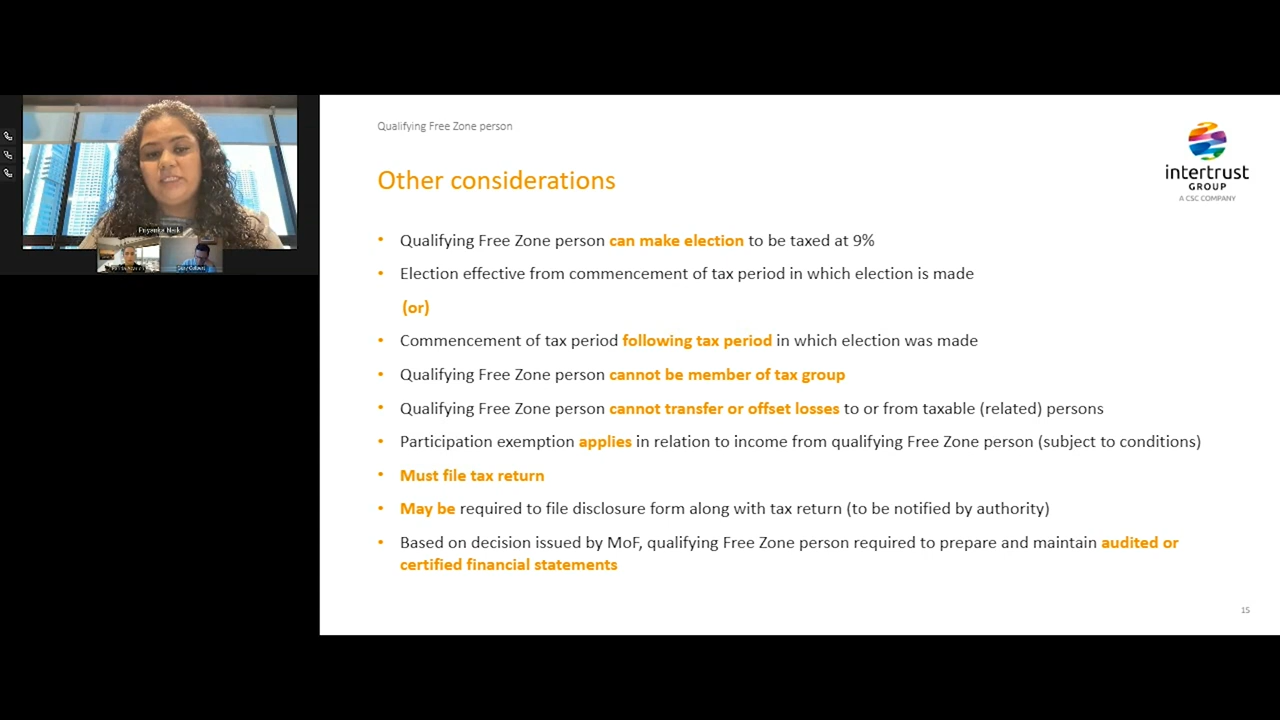 Priyanka Naik
Qualifying Free Zone person
intertrust
GROUP
A CSC COMPANY
Other considerations
• Qualifying Free Zone person can make election to be taxed at 9%
• Election effective from commencement of tax period in which election is made
(or)
• Commencement of tax period following tax period in which election was made
• Qualifying Free Zone person cannot be member of tax group
• Qualifying Free Zone person cannot transfer or offset losses to or from taxable (related) persons
• Participation exemption applies in relation to income from qualifying Free Zone person (subject to conditions)
• Must file tax return
• May be required to file disclosure form along with tax return (to be notified by authority)
• Based on decision issued by MoF, qualifying Free Zone person required to prepare and maintain audited or
certified financial statements
15